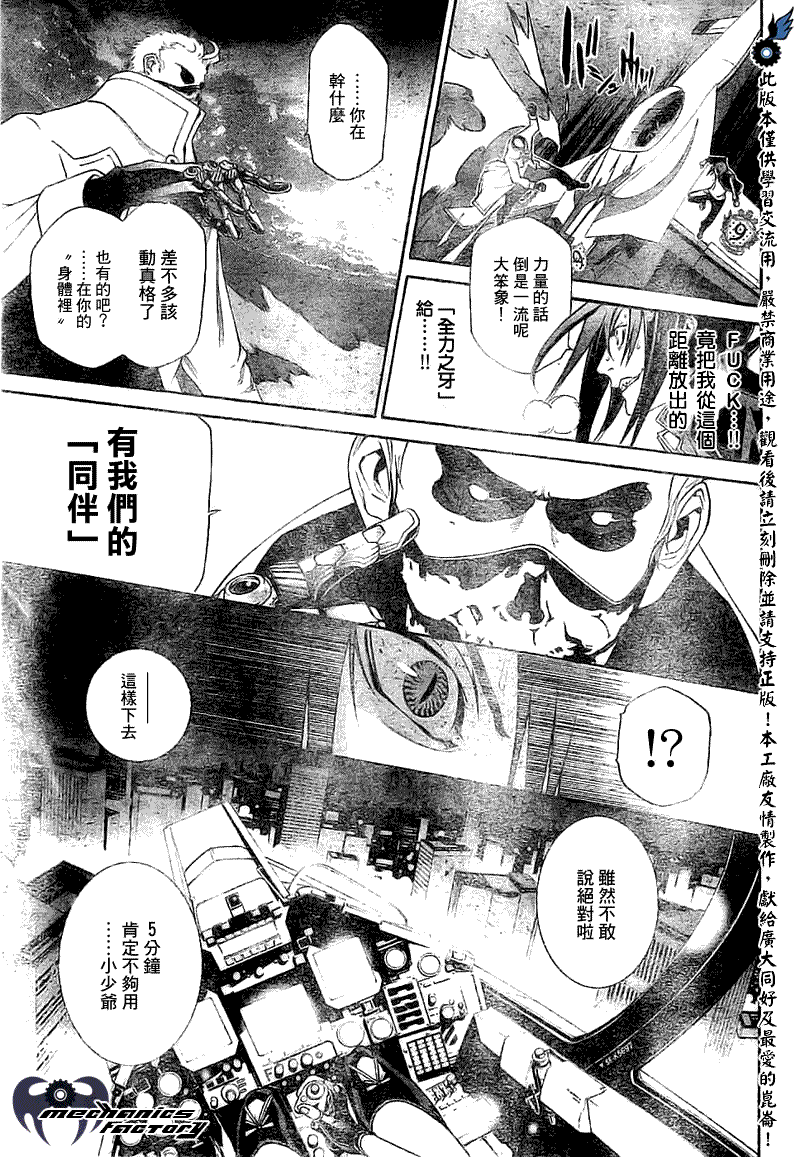 FUCK…!!
竟把我從這個
距離放出的
「全力之牙」
給……!!
力量的話
倒是一流呢
大笨象！
……你在
幹什麼
差不多該
動真格了
也有的吧？
……在你的
〝身體裡〞
有我們的
「同伴」
!?
這樣下去
——
雖然不敢
說絕對啦
5分鐘
肯定不夠用
……小少爺
9
此版本僅供學習交流用，嚴禁商業用途，觀看後請立刻刪除並請支持正版！本工廠友情製作，獻給廣大同好及最愛的崑崙！
mechanics
factory